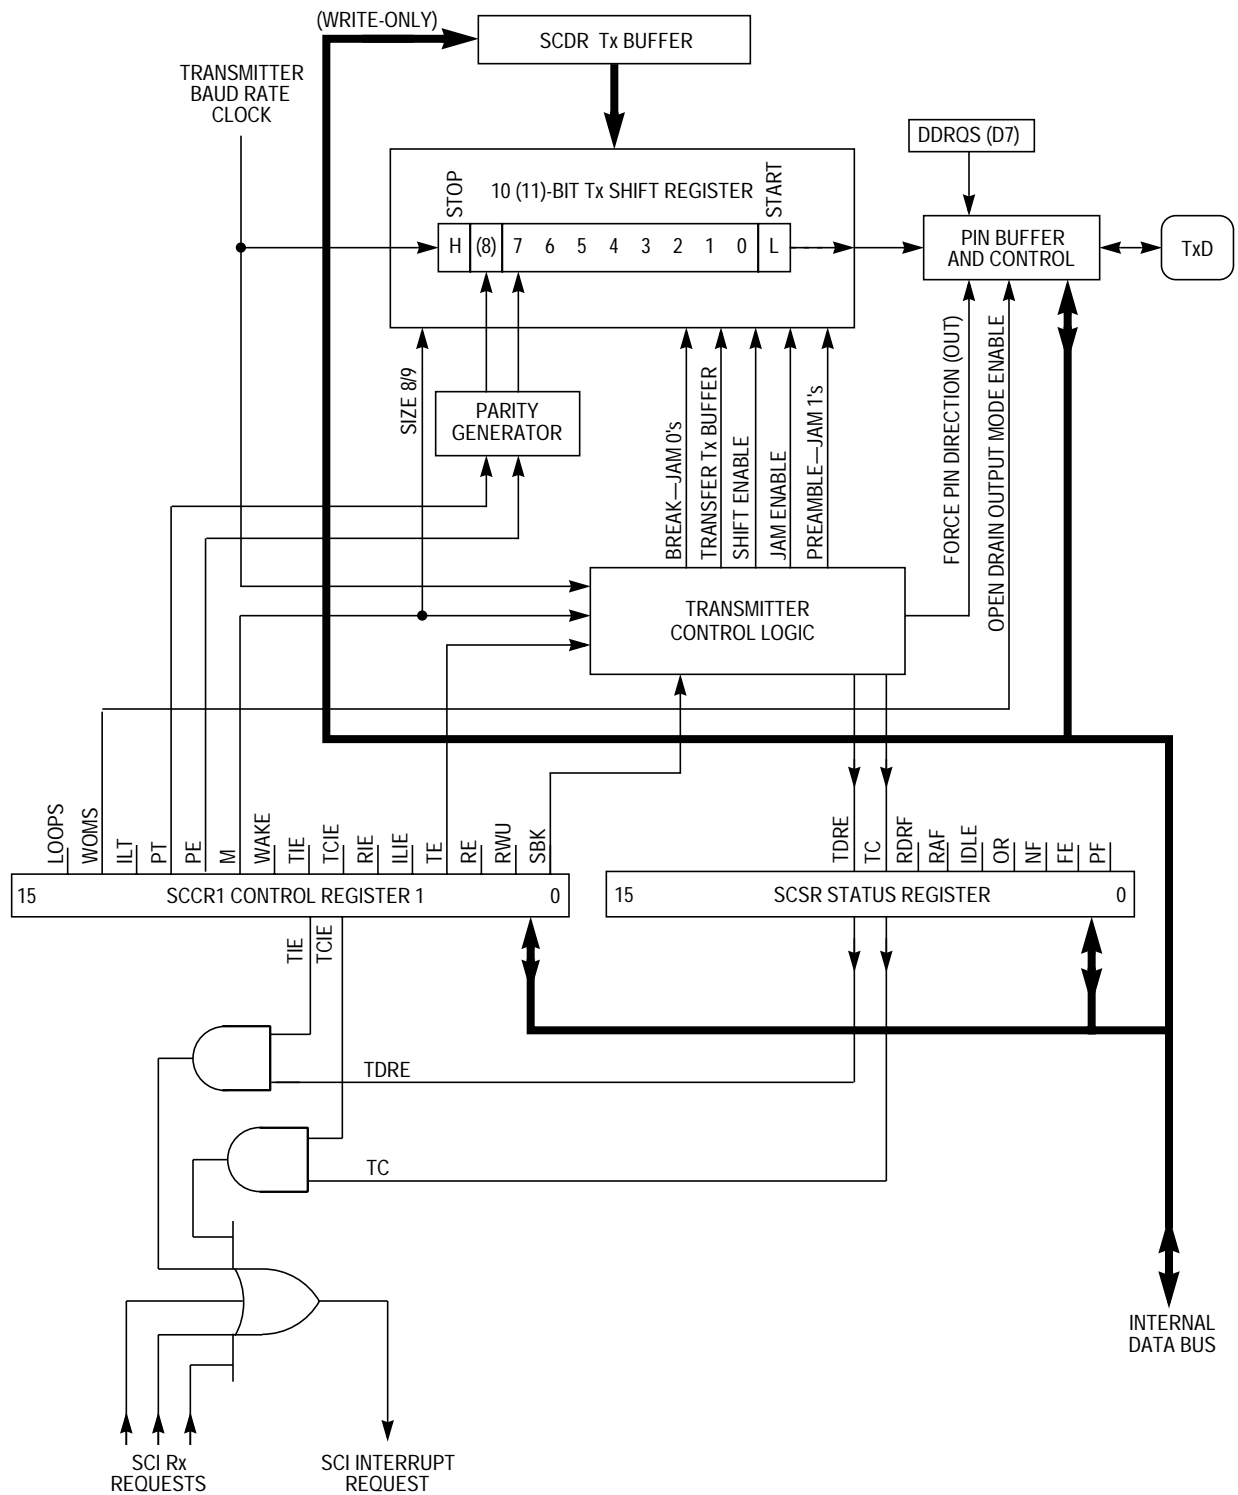 (WRITE-ONLY)
SCDR Tx BUFFER
TRANSMITTER
BAUD RATE
CLOCK
DDRQS (D7)
STOP
10 (11)-BIT Tx SHIFT REGISTER
START
H (8) 7 6 5 4 3 2 1 0 L
PIN BUFFER
AND CONTROL
TxD
SIZE 8/9
PARITY
GENERATOR
BREAK—JAM 0's
TRANSFER Tx BUFFER
SHIFT ENABLE
JAM ENABLE
PREAMBLE—JAM 1's
FORCE PIN DIRECTION (OUT)
OPEN DRAIN OUTPUT MODE ENABLE
TRANSMITTER
CONTROL LOGIC
LOOPS
WOMS
ILT
PT
PE
M
WAKE
TIE
TCIE
RIE
ILIE
TE
RE
RWU
SBK
TDRE
TC
RDRF
RAF
IDLE
OR
NF
FE
PF
15 SCCR1 CONTROL REGISTER 1 0
15 SCSR STATUS REGISTER 0
TIE
TCIE
TDRE
TC
INTERNAL
DATA BUS
SCI Rx
REQUESTS
SCI INTERRUPT
REQUEST